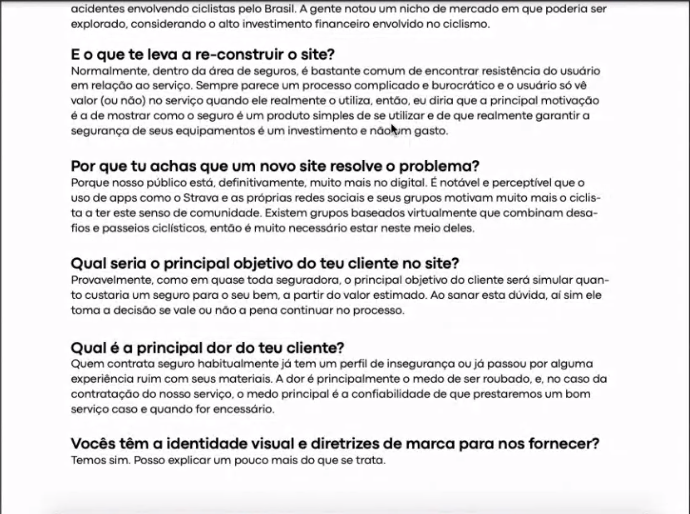 acidentes envolvendo ciclistas pelo Brasil. A gente notou um nicho de mercado em que poderia ser
explorado, considerando o alto investimento financeiro envolvido no ciclismo.
E o que te leva a re-construir o site?
Normalmente, dentro da área de seguros, é bastante comum de encontrar resistência do usuário
em relação ao serviço. Sempre parece um processo complicado e burocrático e o usuário só vê
valor (ou não) no serviço quando ele realmente o utiliza, então, eu diria que a principal motivação
é a de mostrar como o seguro é um produto simples de se utilizar e de que realmente garantir a
segurança de seus equipamentos é um investimento e não um gasto.
Por que tu achas que um novo site resolve o problema?
Porque nosso público está, definitivamente, muito mais no digital. É notável e perceptível que o
uso de apps como o Strava e as próprias redes sociais e seus grupos motivam muito mais o ciclis-
ta a ter este senso de comunidade. Existem grupos baseados virtualmente que combinam desa-
fios e passeios ciclísticos, então é muito necessário estar neste meio deles.
Qual seria o principal objetivo do teu cliente no site?
Provavelmente, como em quase toda seguradora, o principal objetivo do cliente será simular quan-
to custaria um seguro para o seu bem, a partir do valor estimado. Ao sanar esta dúvida, aí sim ele
toma a decisão se vale ou não a pena continuar no processo.
Qual é a principal dor do teu cliente?
Quem contrata seguro habitualmente já tem um perfil de insegurança ou já passou por alguma
experiência ruim com seus materiais. A dor é principalmente o medo de ser roubado, e, no caso da
contratação do nosso serviço, o medo principal é a confiabilidade de que prestaremos um bom
serviço caso e quando for encessário.
Vocês têm a identidade visual e diretrizes de marca para nos fornecer?
Temos sim. Posso explicar um pouco mais do que se trata.